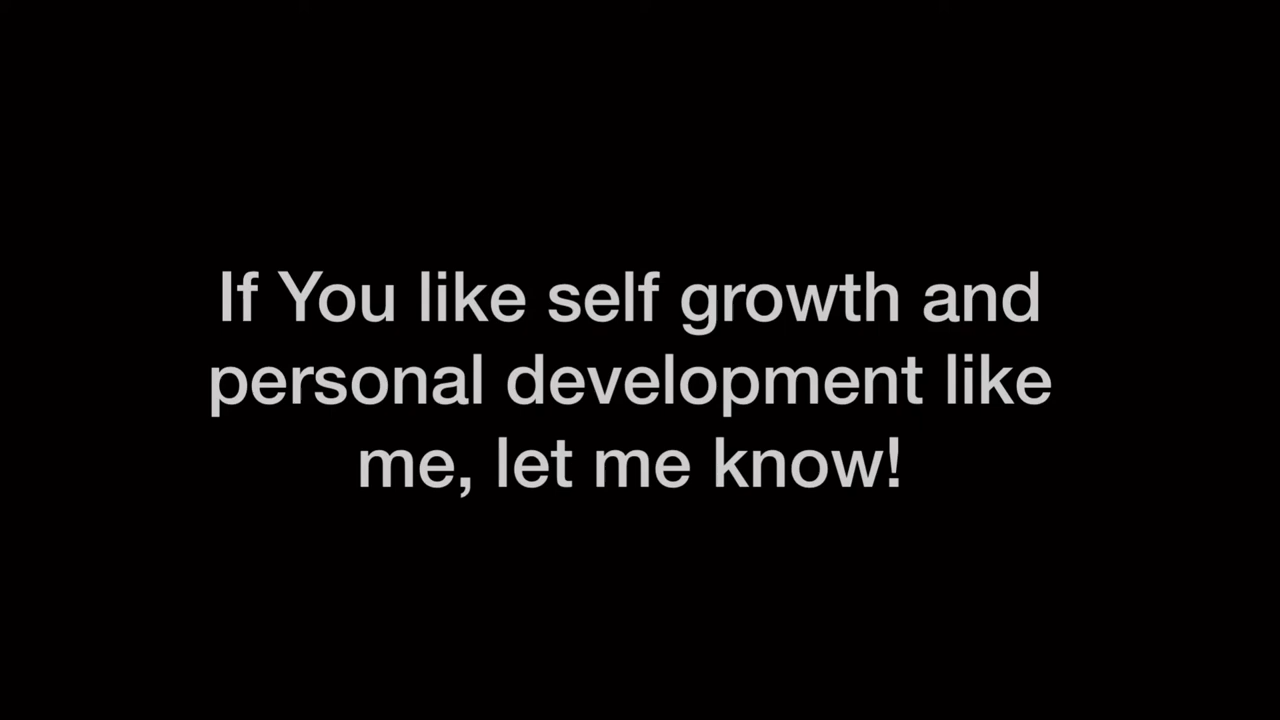 If You like self growth and
personal development like
me, let me know!